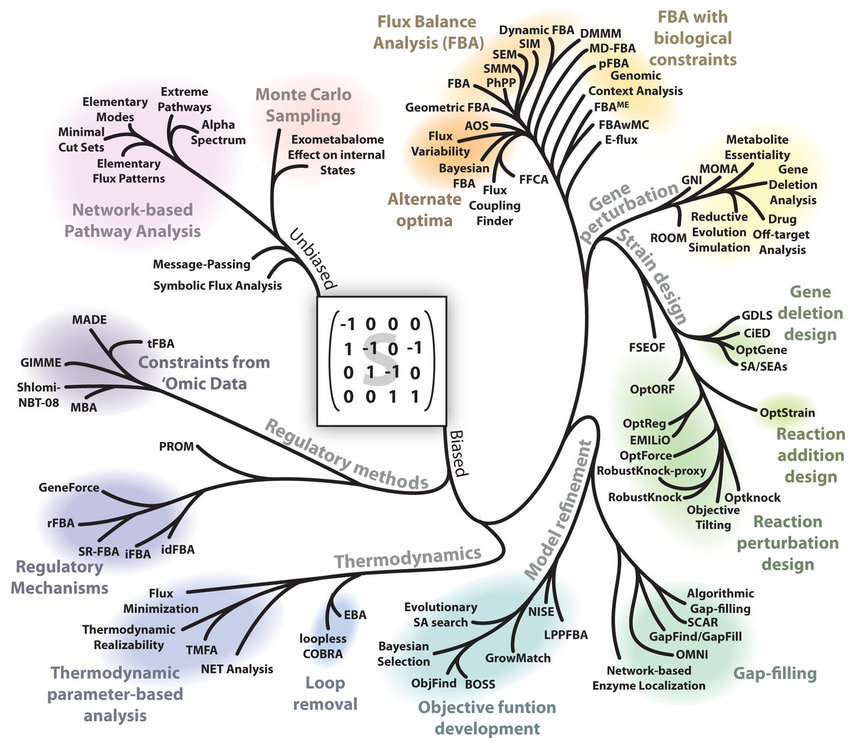 Flux Balance
Analysis (FBA)
Dynamic FBA
SIM
SEM
SMM
PhPP
FBA
Geometric FBA
AOS
Flux
Variability
Bayesian
FBA
Alternate
optima
Flux
Coupling
Finder
FFCA
FBA with
biological
constraints
DMMM
MD-FBA
pFBA
Genomic
Context Analysis
FBAᴹᴱ
FBAwMC
E-flux
Monte Carlo
Sampling
Exometabalome
Effect on internal
States
Extreme
Pathways
Elementary
Modes
Alpha
Spectrum
Minimal
Cut Sets
Elementary
Flux Patterns
Network-based
Pathway Analysis
Unbiased
Message-Passing
Symbolic Flux Analysis
Gene
perturbation
Metabolite
Essentiality
MOMA
GNI
Gene
Deletion
Analysis
ROOM
Reductive
Evolution
Simulation
Drug
Off-target
Analysis
Strain design
FSEOF
Gene
deletion
design
GDLS
CiED
OptGene
SA/SEAs
OptORF
OptStrain
Reaction
addition
design
OptReg
EMILiO
OptForce
RobustKnock-proxy
RobustKnock
Objective
Tilting
Optknock
Reaction
perturbation
design
S
-1 0 0 0
1 -1 0 -1
0 1 -1 0
0 0 1 1
Biased
MADE
tFBA
GIMME
Constraints from
'Omic Data
Shlomi-
NBT-08
MBA
Regulatory methods
PROM
GeneForce
rFBA
SR-FBA
iFBA
idFBA
Regulatory
Mechanisms
Thermodynamics
Flux
Minimization
Thermodynamic
Realizability
TMFA
NET Analysis
Thermodynamic
parameter-based
analysis
EBA
loopless
COBRA
Loop
removal
Model refinement
Evolutionary
SA search
NISE
LPPFBA
Bayesian
Selection
GrowMatch
ObjFind
BOSS
Objective funtion
development
Algorithmic
Gap-filling
SCAR
GapFind/GapFill
OMNI
Network-based
Enzyme Localization
Gap-filling